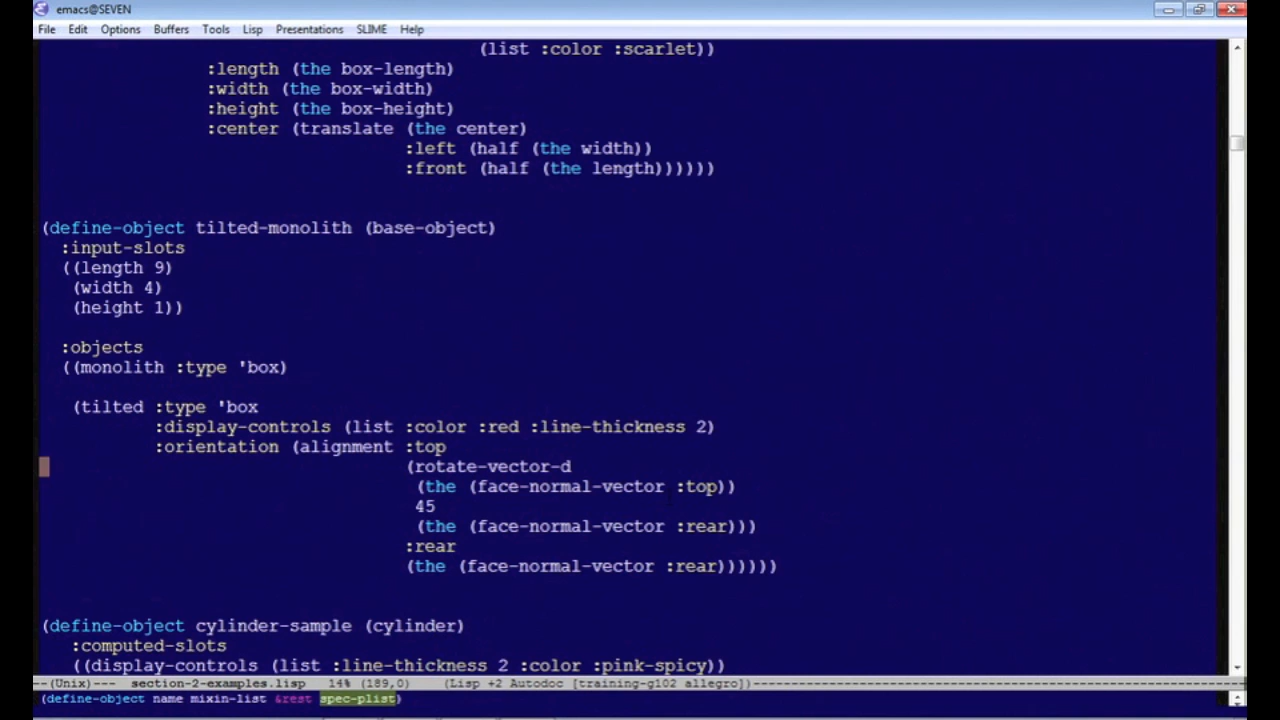 emacs@SEVEN
File Edit Options Buffers Tools Lisp Presentations SLIME Help
(list :color :scarlet))
:length (the box-length)
:width (the box-width)
:height (the box-height)
:center (translate (the center)
:left (half (the width))
:front (half (the length))))))
(define-object tilted-monolith (base-object)
:input-slots
((length 9)
(width 4)
(height 1))
:objects
((monolith :type 'box)
(tilted :type 'box
:display-controls (list :color :red :line-thickness 2)
:orientation (alignment :top
(rotate-vector-d
(the (face-normal-vector :top))
45
(the (face-normal-vector :rear)))
:rear
(the (face-normal-vector :rear))))))
(define-object cylinder-sample (cylinder)
:computed-slots
((display-controls (list :line-thickness 2 :color :pink-spicy))
--(Unix)--- section-2-examples.lisp 14% (189,0) (Lisp +2 Autodoc [training-g102 allegro])
(define-object name mixin-list &rest spec-plist)